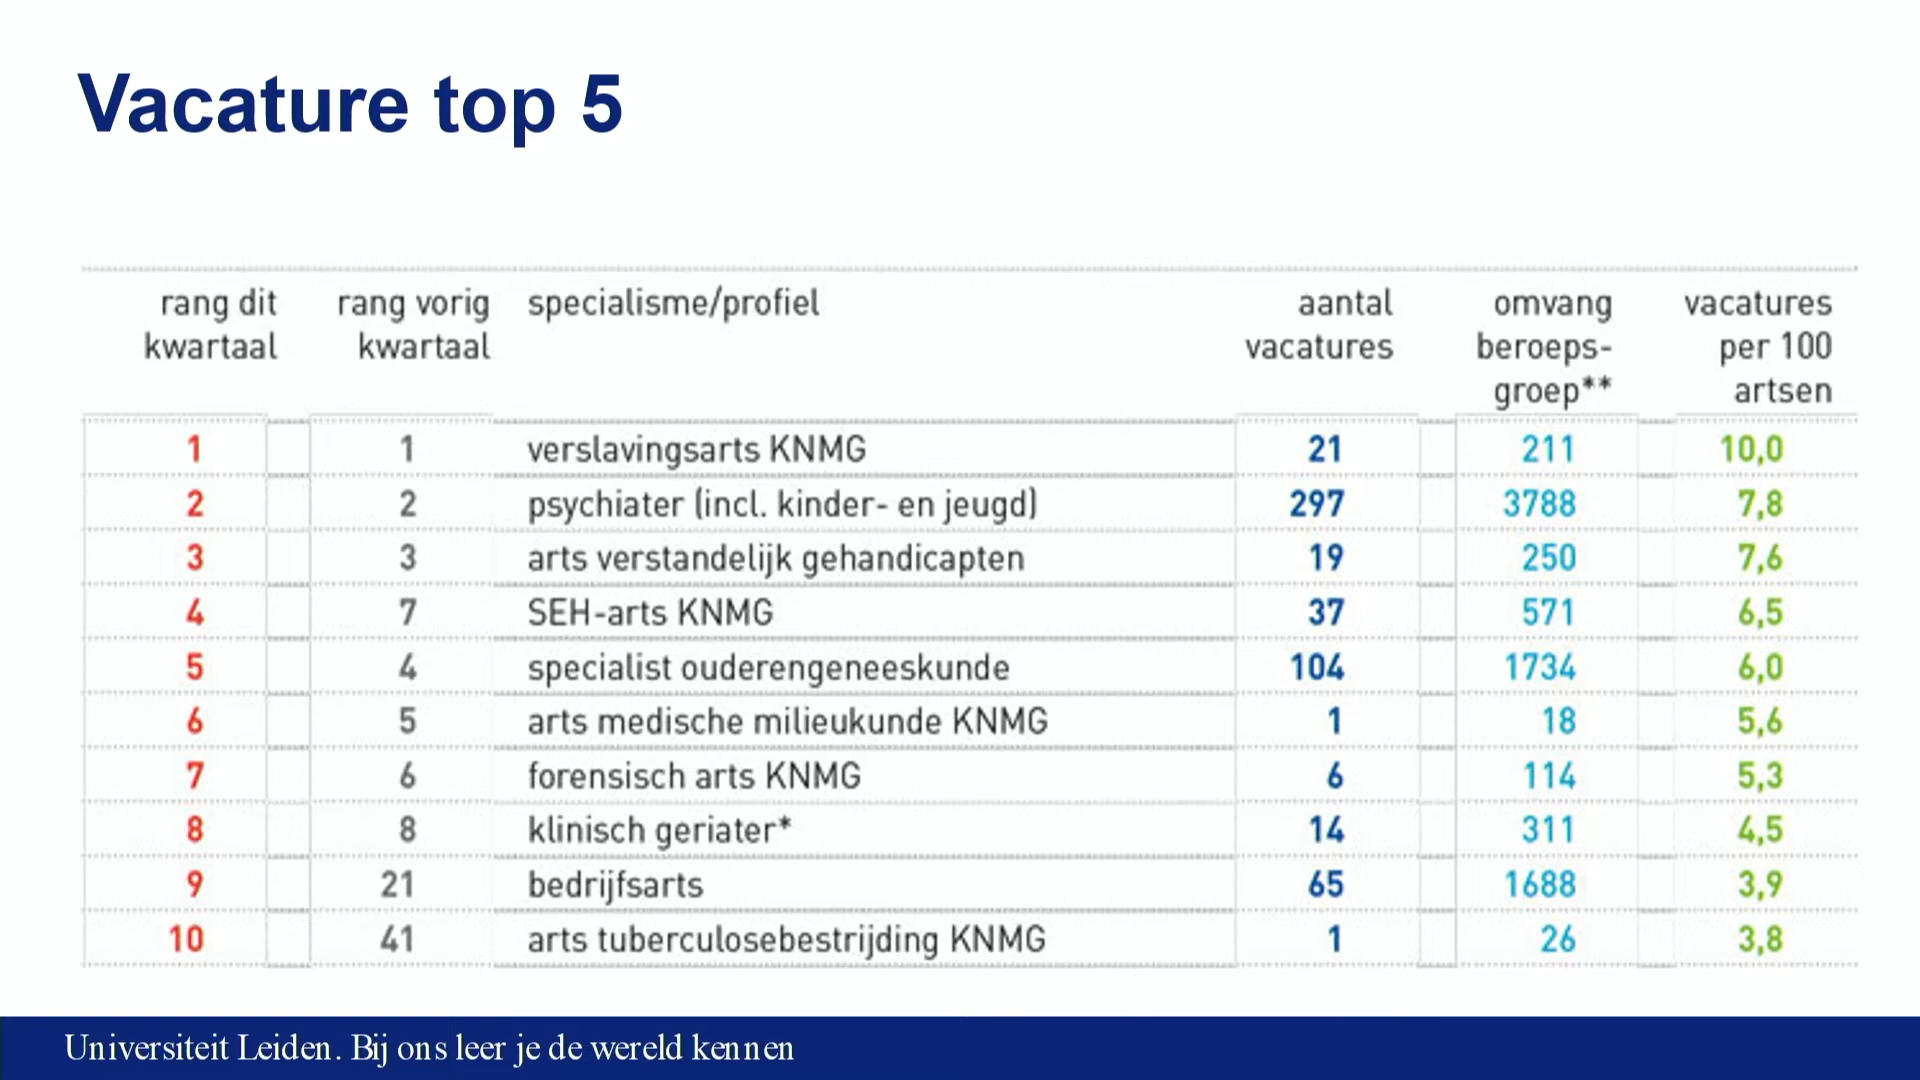 Vacature top 5
rang dit kwartaal rang vorig kwartaal specialisme/profiel aantal vacatures omvang beroeps-groep** vacatures per 100 artsen
1 1 verslavingsarts KNMG 21 211 10,0
2 2 psychiater (incl. kinder- en jeugd) 297 3788 7,8
3 3 arts verstandelijk gehandicapten 19 250 7,6
4 7 SEH-arts KNMG 37 571 6,5
5 4 specialist ouderengeneeskunde 104 1734 6,0
6 5 arts medische milieukunde KNMG 1 18 5,6
7 6 forensisch arts KNMG 6 114 5,3
8 8 klinisch geriater* 14 311 4,5
9 21 bedrijfsarts 65 1688 3,9
10 41 arts tuberculosebestrijding KNMG 1 26 3,8
Universiteit Leiden. Bij ons leer je de wereld kennen